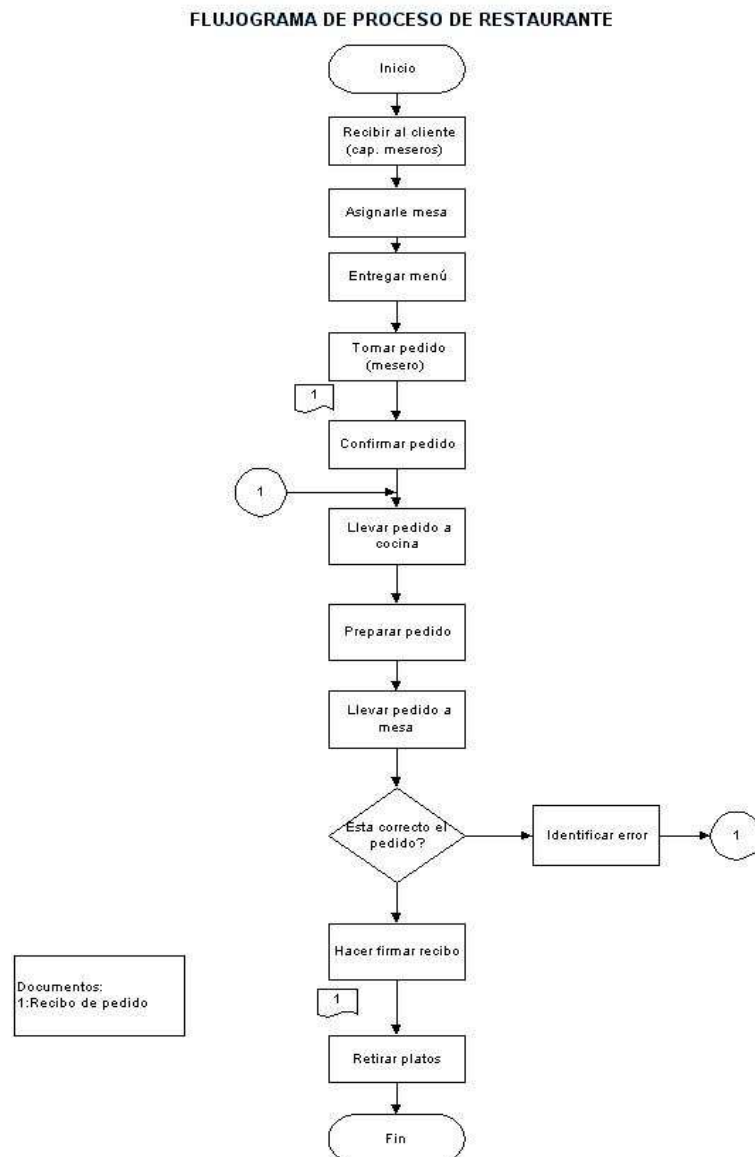 FLUJOGRAMA DE PROCESO DE RESTAURANTE
Inicio
Recibir al cliente
(cap. meseros)
Asignarle mesa
Entregar menú
Tomar pedido
(mesero)
1
Confirmar pedido
1
Llevar pedido a
cocina
Preparar pedido
Llevar pedido a
mesa
Esta correcto el
pedido?
Identificar error
1
Hacer firmar recibo
Documentos:
1:Recibo de pedido
1
Retirar platos
Fin